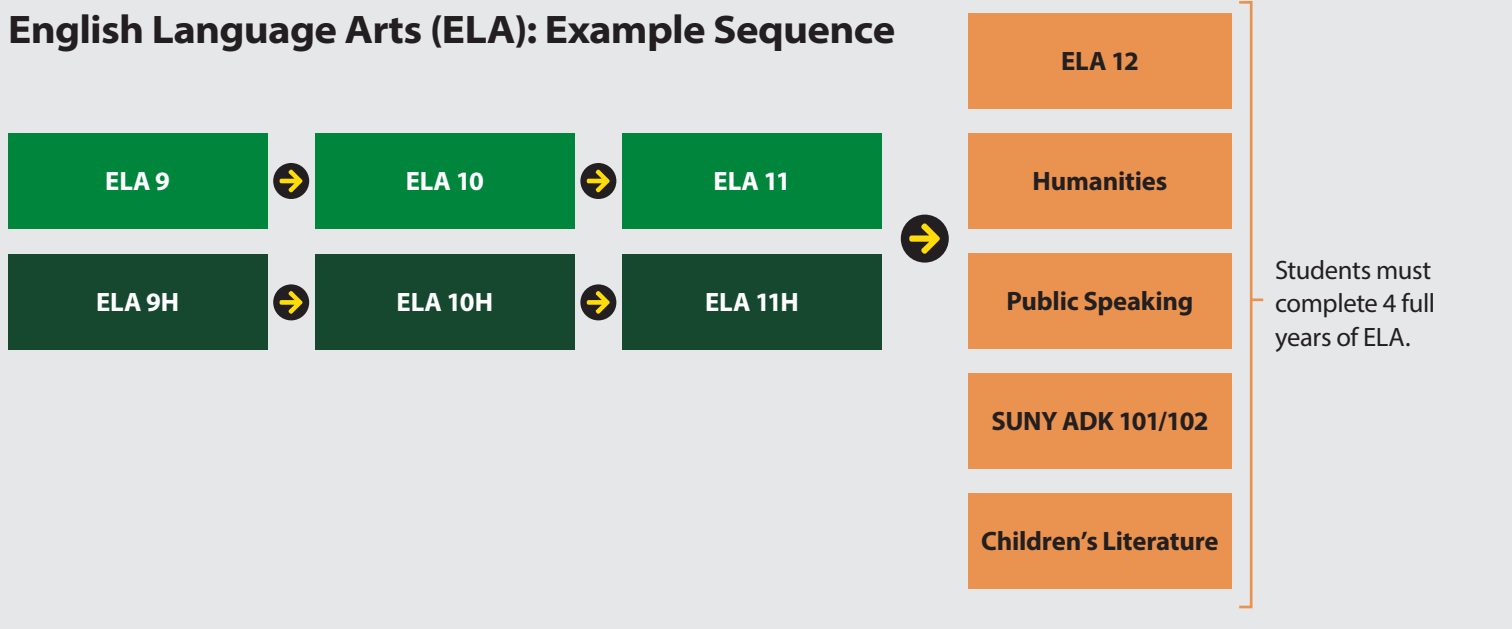 English Language Arts (ELA): Example Sequence
ELA 9
ELA 10
ELA 11
ELA 9H
ELA 10H
ELA 11H
ELA 12
Humanities
Public Speaking
SUNY ADK 101/102
Children’s Literature
Students must
complete 4 full
years of ELA.